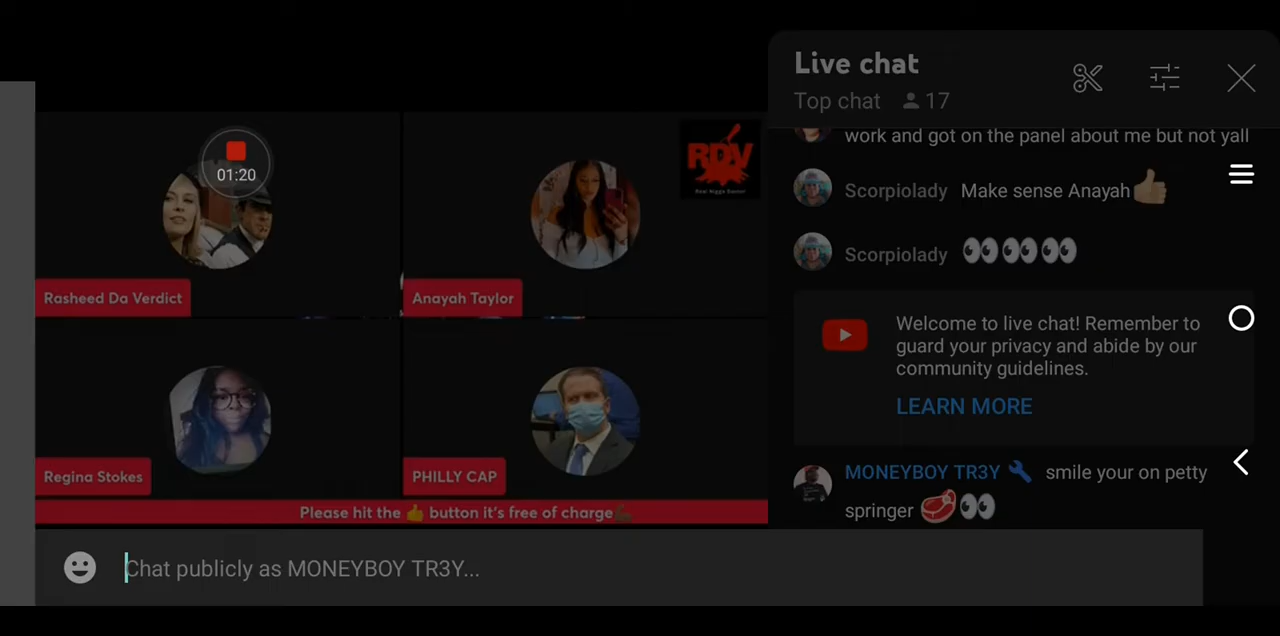 Live chat
Top chat 17
work and got on the panel about me but not yall
Scorpiolady Make sense Anayah👍🏼
Scorpiolady 👀👀👀👀
Welcome to live chat! Remember to
guard your privacy and abide by our
community guidelines.
LEARN MORE
MONEYBOY TR3Y smile your on petty
springer 🥩👀
RDV
01:20
Rasheed Da Verdict
Anayah Taylor
Regina Stokes
PHILLY CAP
Please hit the 👍 button it's free of charge💪🏾
Chat publicly as MONEYBOY TR3Y...